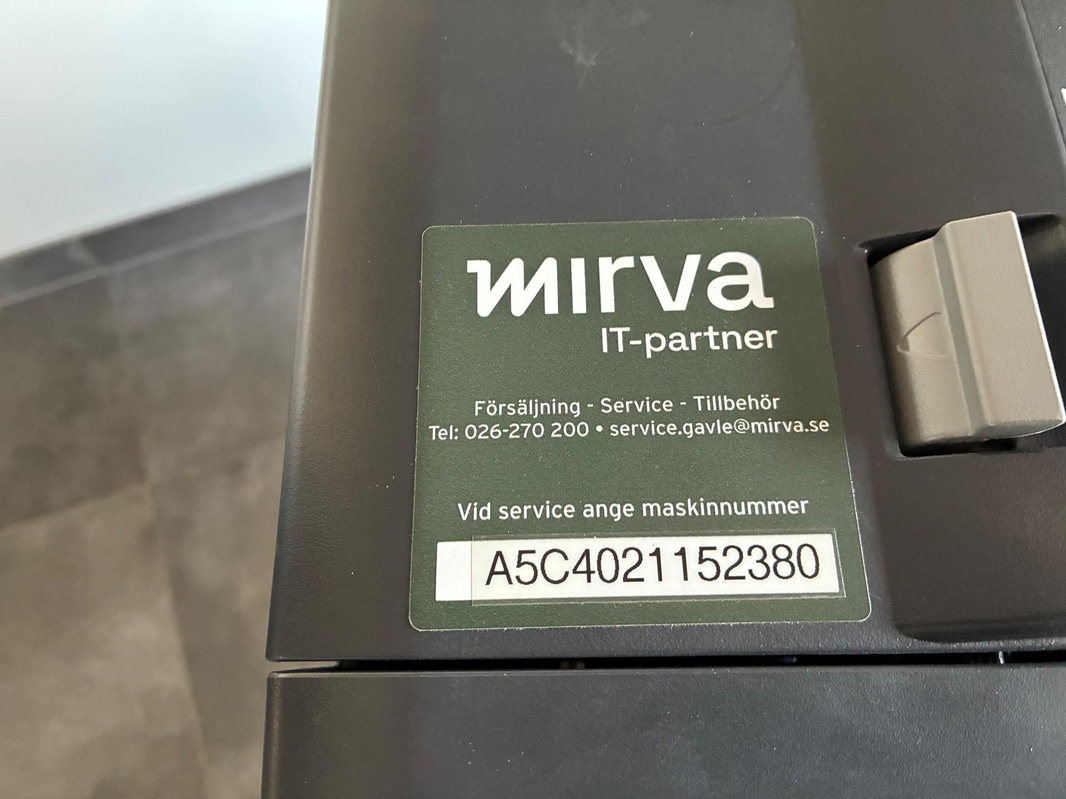 mirva
IT-partner
Försäljning - Service - Tillbehör
Tel: 026-270 200 • service.gavle@mirva.se
Vid service ange maskinnummer
A5C4021152380